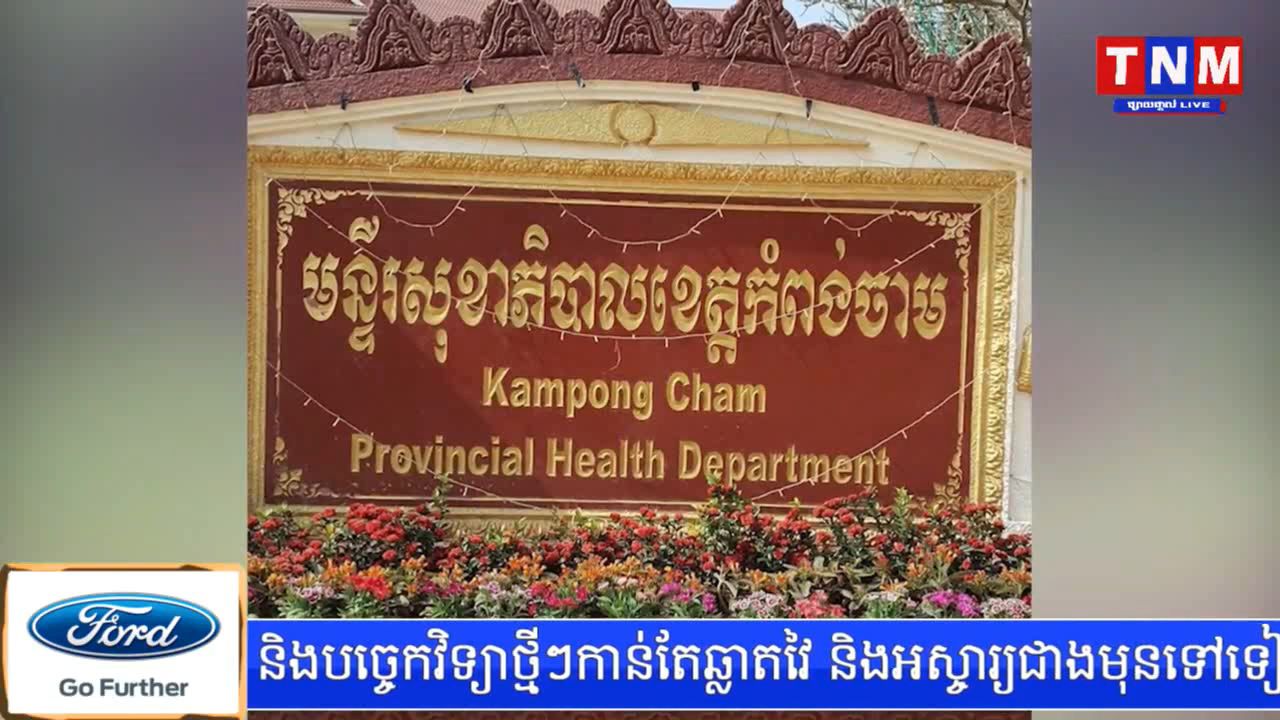 TNM
ផ្សាយផ្ទាល់ LIVE
មន្ទីរសុខាភិបាលខេត្តកំពង់ចាម
Kampong Cham
Provincial Health Department
Ford
Go Further
និងបច្ចេកវិទ្យាថ្មីៗកាន់តែឆ្លាតវៃ និងអស្ចារ្យជាងមុនទៅទៀ